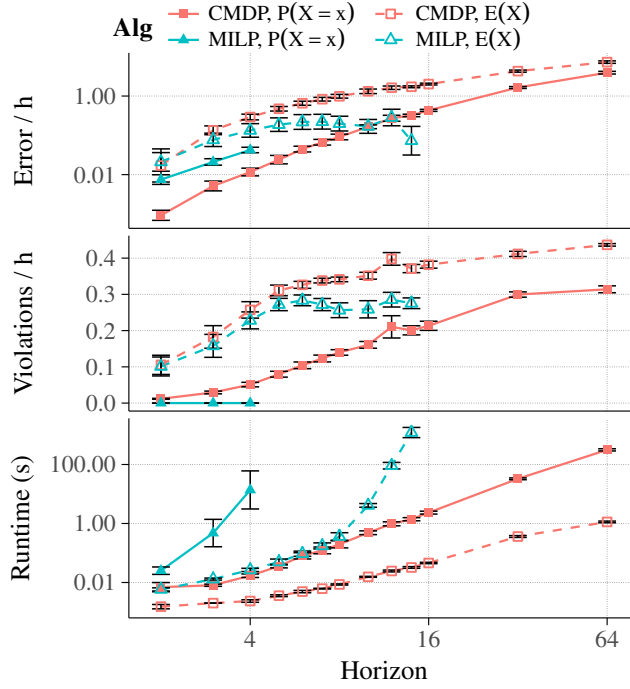 Alg
CMDP, P(X = x)
CMDP, E(X)
MILP, P(X = x)
MILP, E(X)
Error / h
1.00
0.01
Violations / h
0.4
0.3
0.2
0.1
0.0
Runtime (s)
100.00
1.00
0.01
4
16
64
Horizon